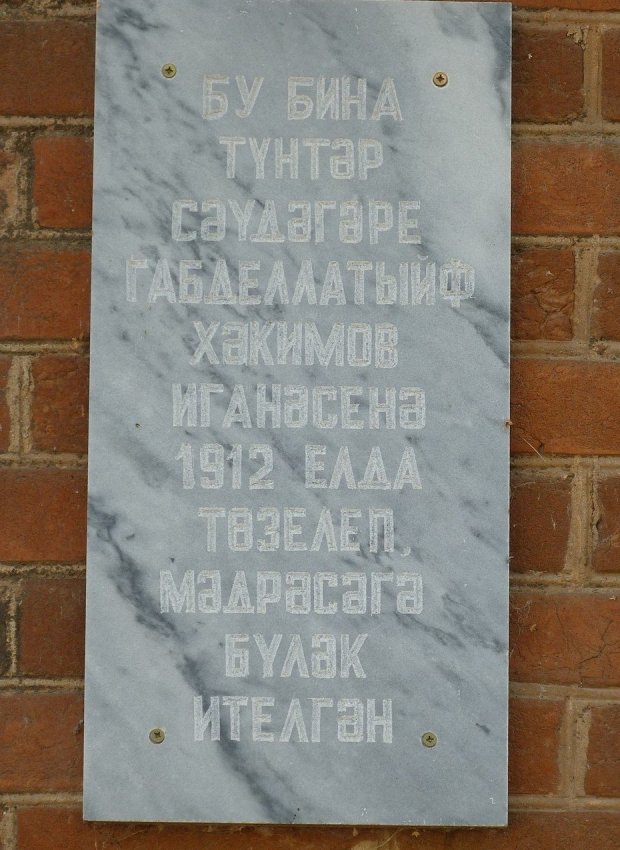 БУ БИНА
ТҮНТӘР
СӘҮДӘГӘРЕ
ГАБДЕЛЛАТЫЙФ
ХӘКИМОВ
ИГАНӘСЕНӘ
1912 ЕЛДА
ТӨЗЕЛЕП,
МӘДРӘСӘГӘ
БҮЛӘК
ИТЕЛГӘН